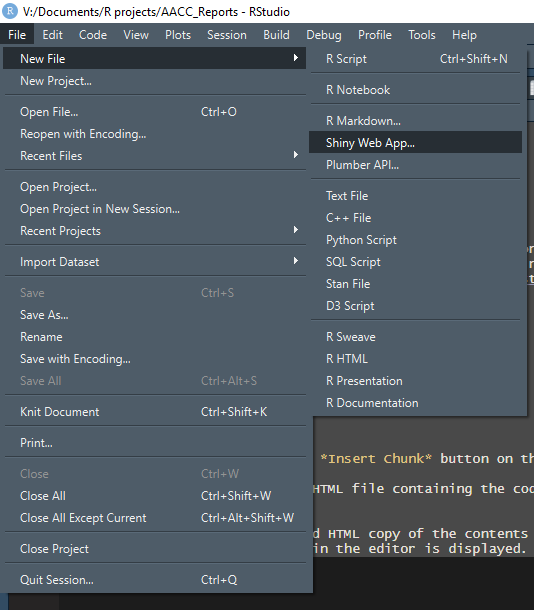 R V:/Documents/R projects/AACC_Reports - RStudio
File Edit Code View Plots Session Build Debug Profile Tools Help
New File
New Project...
Open File... Ctrl+O
Reopen with Encoding...
Recent Files
Open Project...
Open Project in New Session...
Recent Projects
Import Dataset
Save Ctrl+S
Save As...
Rename
Save with Encoding...
Save All Ctrl+Alt+S
Knit Document Ctrl+Shift+K
Print...
Close Ctrl+W
Close All Ctrl+Shift+W
Close All Except Current Ctrl+Alt+Shift+W
Close Project
Quit Session... Ctrl+Q
R Script Ctrl+Shift+N
R Notebook
R Markdown...
Shiny Web App...
Plumber API...
Text File
C++ File
Python Script
SQL Script
Stan File
D3 Script
R Sweave
R HTML
R Presentation
R Documentation
*Insert Chunk* button on th
HTML file containing the cod
d HTML copy of the contents
in the editor is displayed.